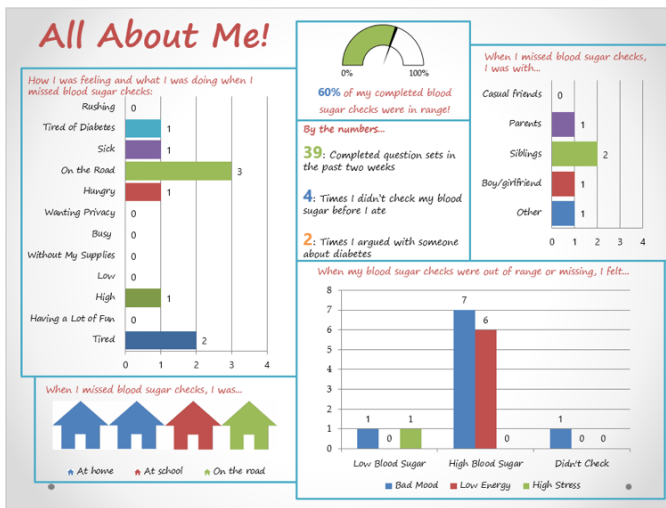 All About Me!
How I was feeling and what I was doing when I
missed blood sugar checks:
Rushing 0
Tired of Diabetes 1
Sick 1
On the Road 3
Hungry 1
Wanting Privacy 0
Busy 0
Without My Supplies 0
Low 0
High 1
Having a Lot of Fun 0
Tired 2
0 1 2 3 4
When I missed blood sugar checks, I was...
At home At school On the road
0% 100%
60% of my completed blood
sugar checks were in range!
By the numbers...
39: Completed question sets in
the past two weeks
4: Times I didn't check my blood
sugar before I ate
2: Times I argued with someone
about diabetes
When I missed blood sugar checks,
I was with...
Casual friends 0
Parents 1
Siblings 2
Boy/girlfriend 1
Other 1
0 1 2 3 4
When my blood sugar checks were out of range or missing, I felt...
8
7
6
5
4
3
2
1
0
1 0 1 7 6 0 1 0 0
Low Blood Sugar High Blood Sugar Didn't Check
Bad Mood Low Energy High Stress